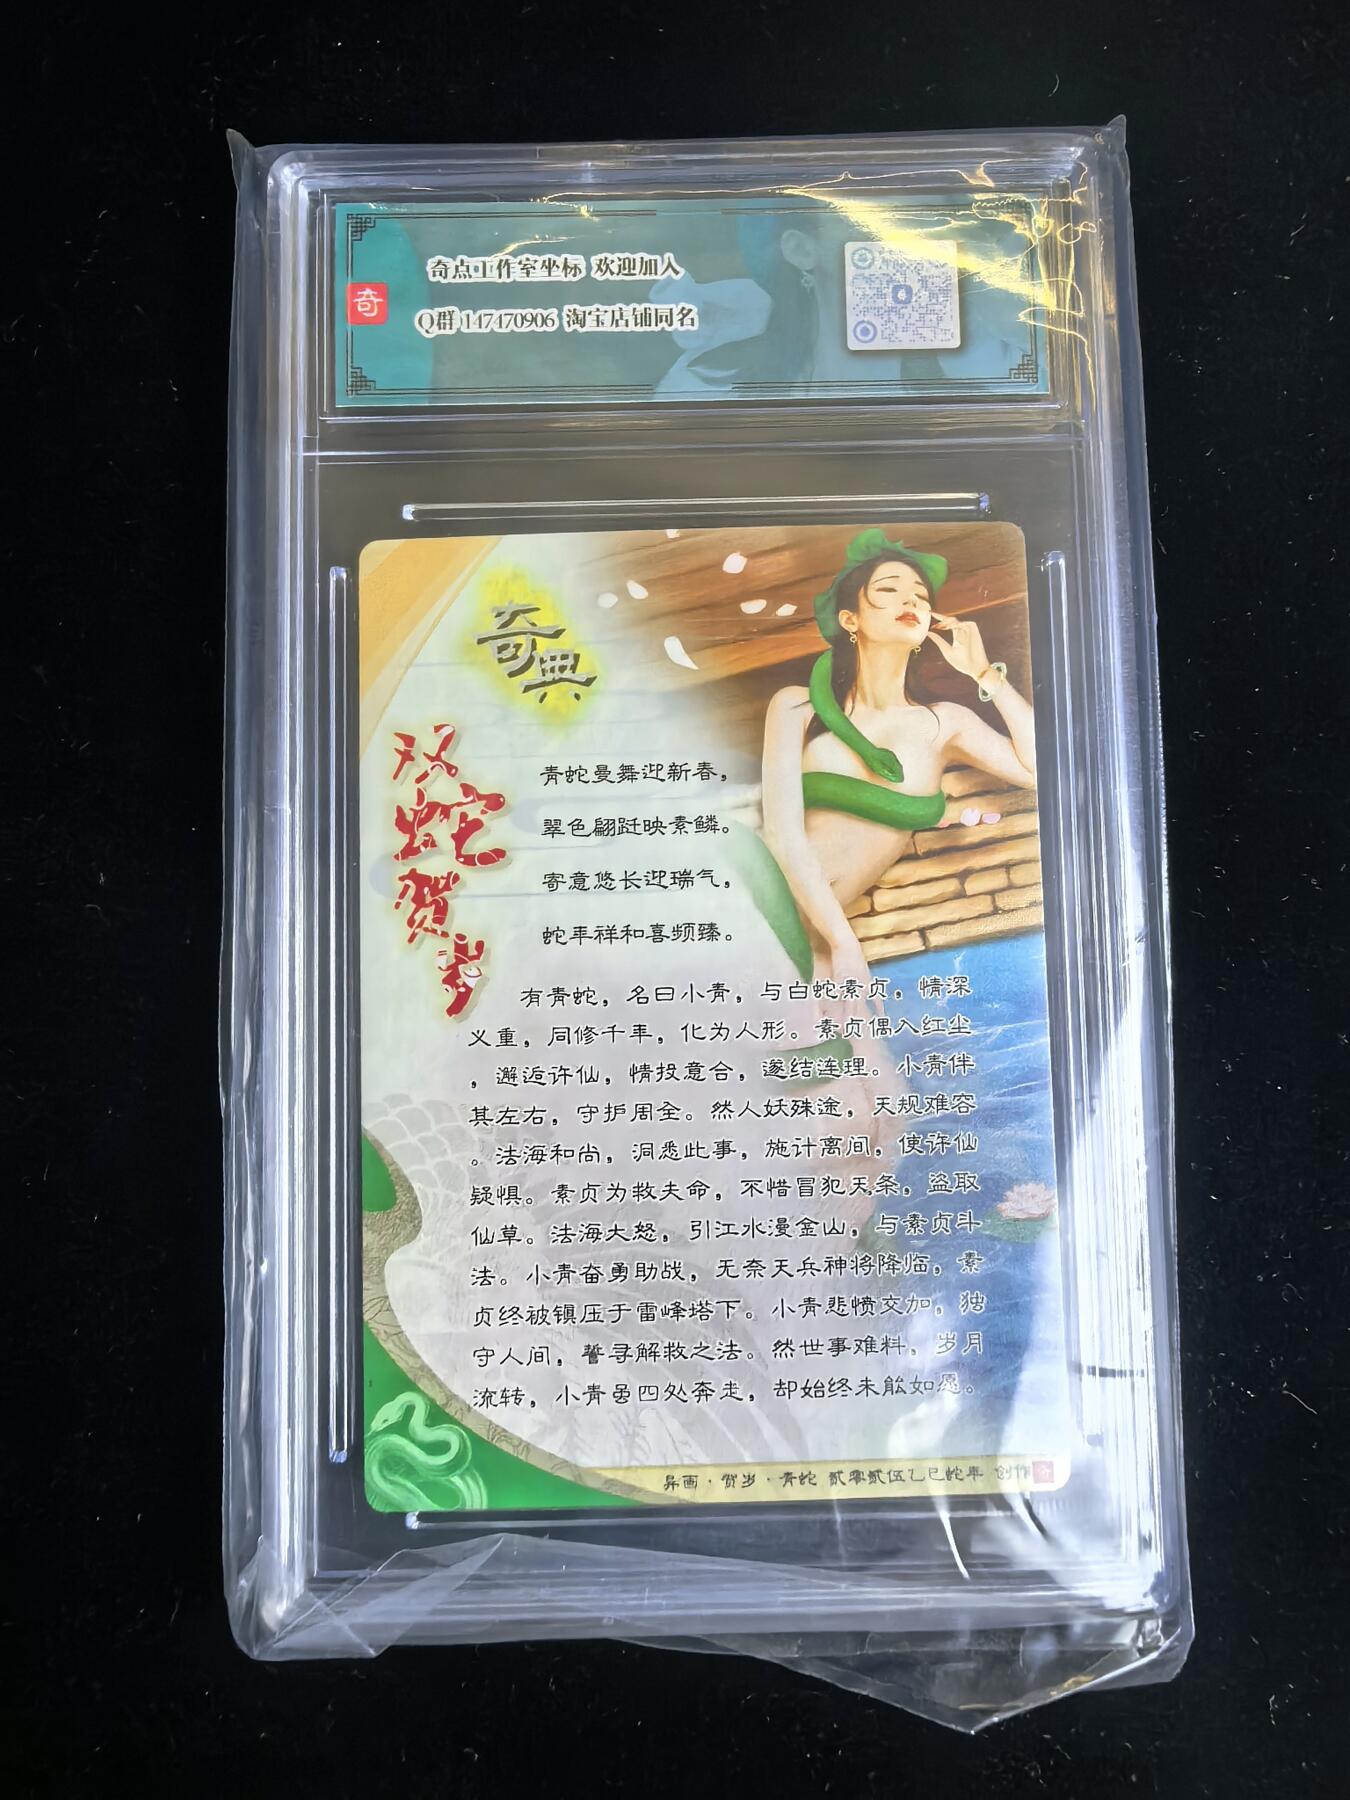 奇点工作室坐标 欢迎加入
奇
Q群 147470906 淘宝店铺同名
奇典
双蛇贺岁
青蛇曼舞迎新春，
翠色翩跹映素鳞。
寄意悠长迎瑞气，
蛇年祥和喜频臻。
有青蛇，名曰小青，与白蛇素贞，情深
义重，同修千年，化为人形。素贞偶入红尘
，邂逅许仙，情投意合，遂结连理。小青伴
其左右，守护周全。然人妖殊途，天规难容
。法海和尚，洞悉此事，施计离间，使许仙
疑惧。素贞为救夫命，不惜冒犯天条，盗取
仙草。法海大怒，引江水漫金山，与素贞斗
法。小青奋勇助战，无奈天兵神将降临，素
贞终被镇压于雷峰塔下。小青悲愤交加，独
守人间，誓寻解救之法。然世事难料，岁月
流转，小青虽四处奔走，却始终未能如愿。
异画·贺岁·青蛇 贰零贰伍乙巳蛇年 创作